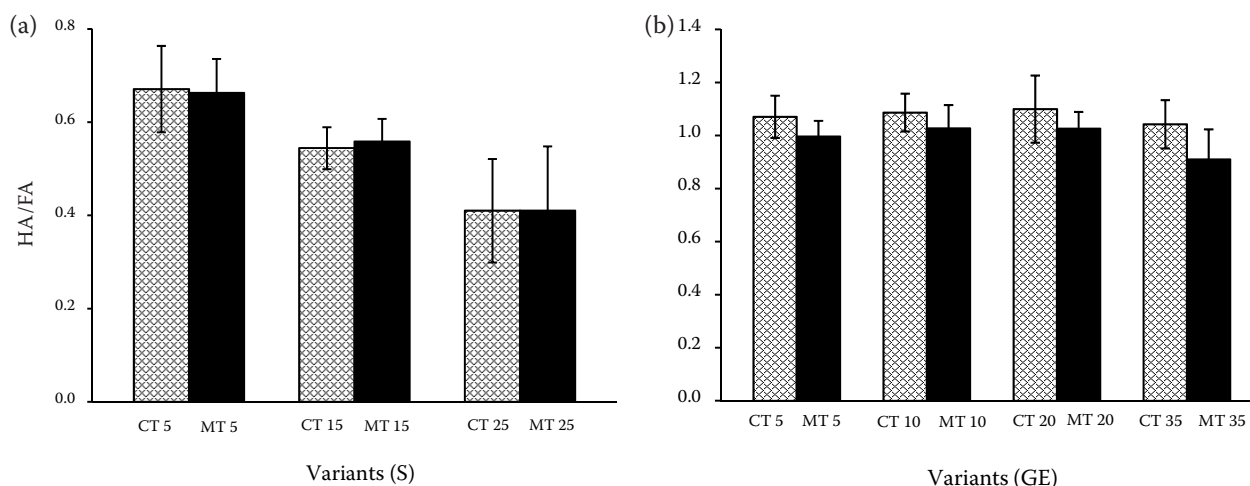 (a)
0.8
0.6
0.4
0.2
0.0
HA/FA
CT 5 MT 5 CT 15 MT 15 CT 25 MT 25
Variants (S)
(b)
1.4
1.2
1.0
0.8
0.6
0.4
0.2
0.0
CT 5 MT 5 CT 10 MT 10 CT 20 MT 20 CT 35 MT 35
Variants (GE)